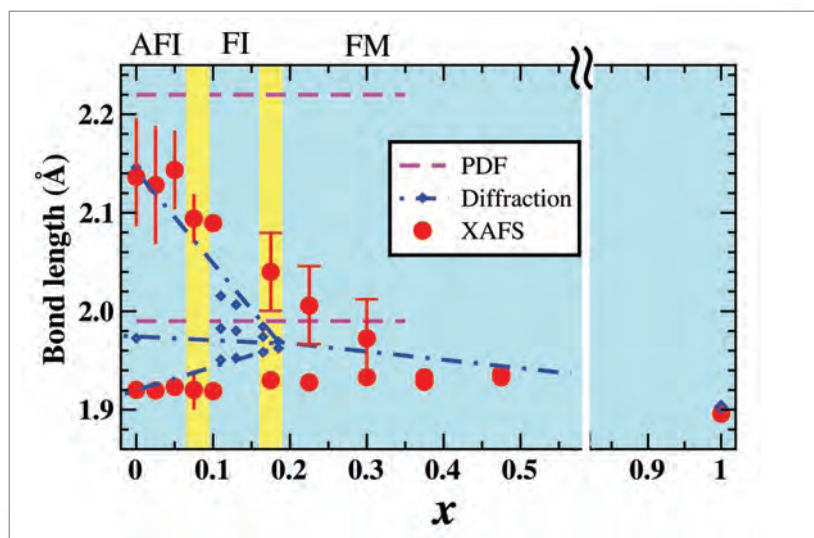 AFI FI FM
2.2
2.1
2.0
1.9
Bond length (Å)
PDF
Diffraction
XAFS
0 0.1 0.2 0.3 0.4 0.5 0.9 1
x